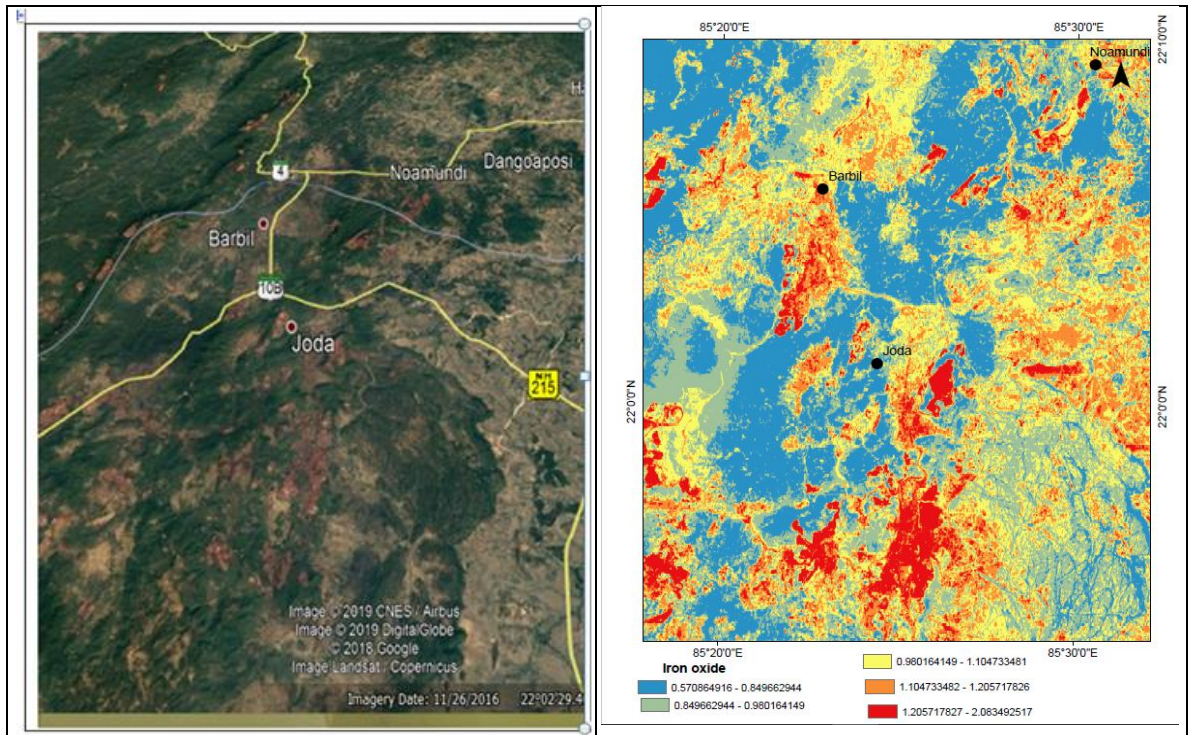 4
Noamundi
Dangoaposi
Barbil
10B
Joda
NH
215
Image © 2019 CNES / Airbus
Image © 2019 DigitalGlobe
© 2018 Google
Image Landsat / Copernicus
Imagery Date: 11/26/2016 22°02'29.4
85°20'0"E 85°30'0"E
22°10'0"N
Noamundi
Barbil
Joda
22°0'0"N 22°0'0"N
85°20'0"E 85°30'0"E
Iron oxide
0.570864916 - 0.849662944
0.849662944 - 0.980164149
0.980164149 - 1.104733481
1.104733482 - 1.205717826
1.205717827 - 2.083492517